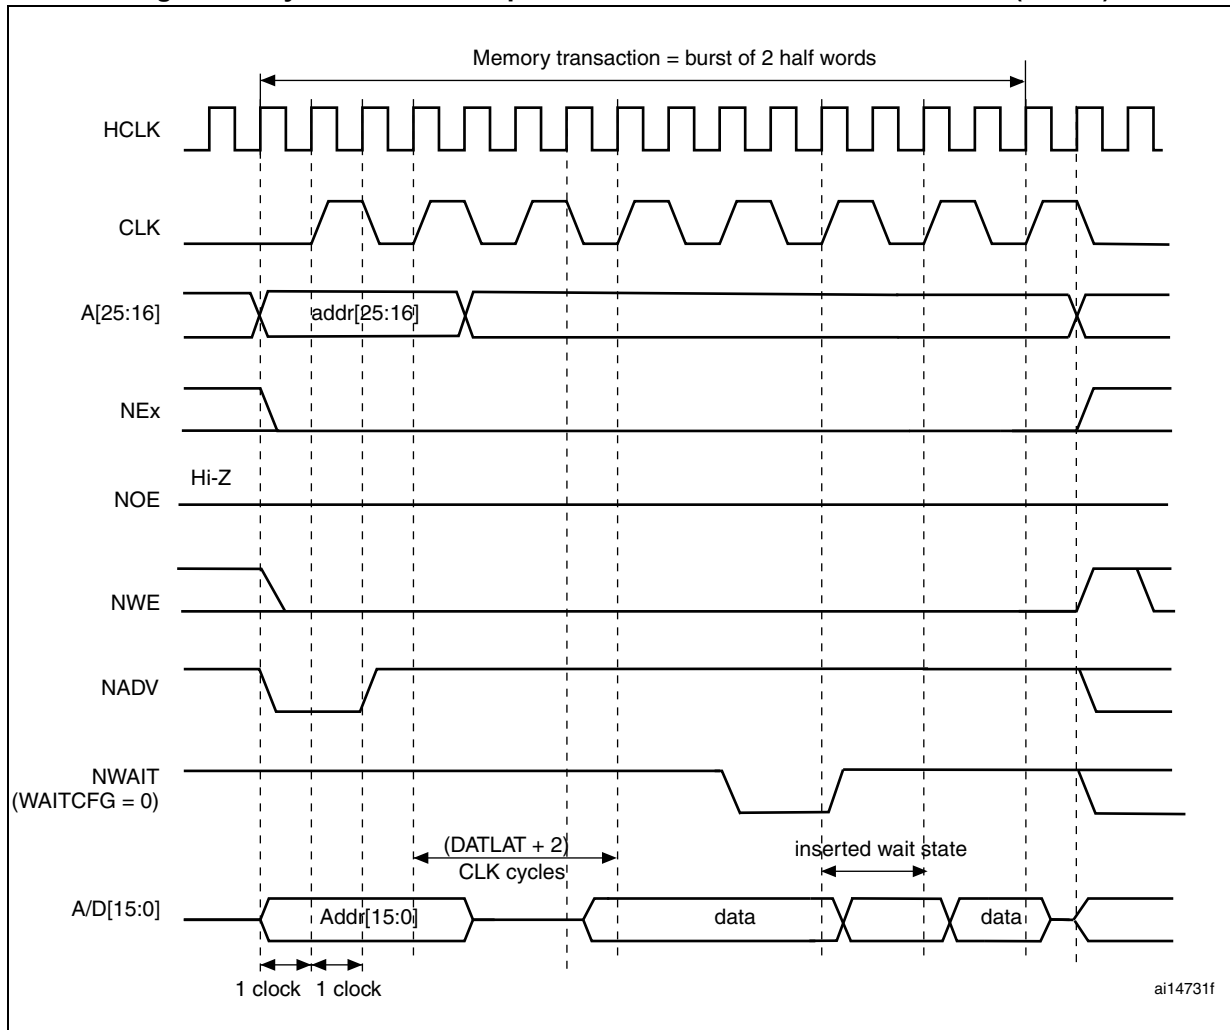 Memory transaction = burst of 2 half words
HCLK
CLK
A[25:16]
addr[25:16]
NEx
Hi-Z
NOE
NWE
NADV
NWAIT
(WAITCFG = 0)
(DATLAT + 2)
CLK cycles
inserted wait state
A/D[15:0]
Addr[15:0]
data
data
1 clock
1 clock
ai14731f